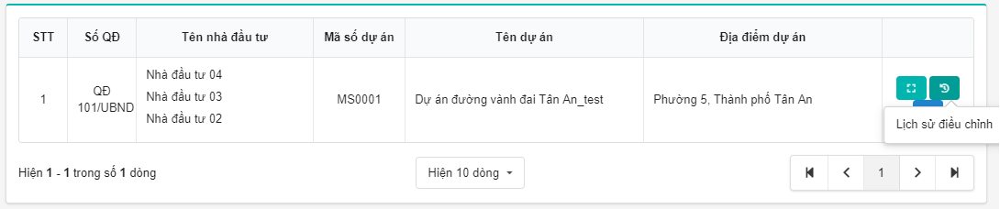 STT Số QĐ Tên nhà đầu tư Mã số dự án Tên dự án Địa điểm dự án
1 QĐ 101/UBND Nhà đầu tư 04 MS0001 Dự án đường vành đai Tân An_test Phường 5, Thành phố Tân An
Nhà đầu tư 03
Nhà đầu tư 02
Lịch sử điều chỉnh
Hiện 1 - 1 trong số 1 dòng Hiện 10 dòng 1